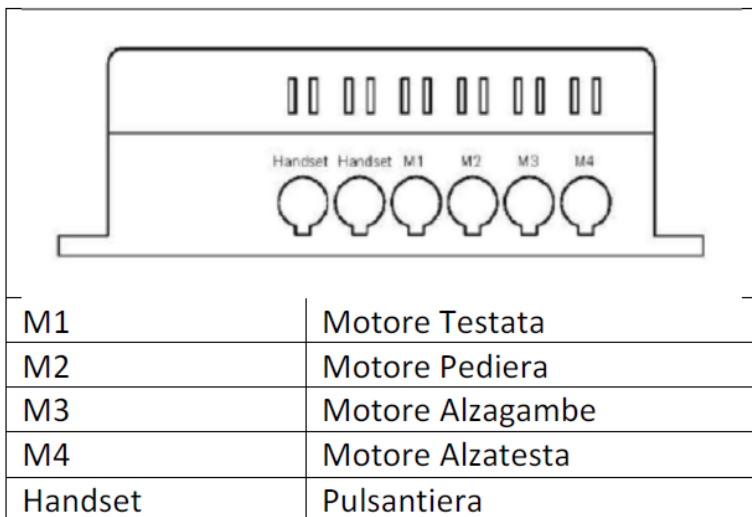 Handset Handset M1 M2 M3 M4
M1 Motore Testata
M2 Motore Pediera
M3 Motore Alzagambe
M4 Motore Alzatesta
Handset Pulsantiera